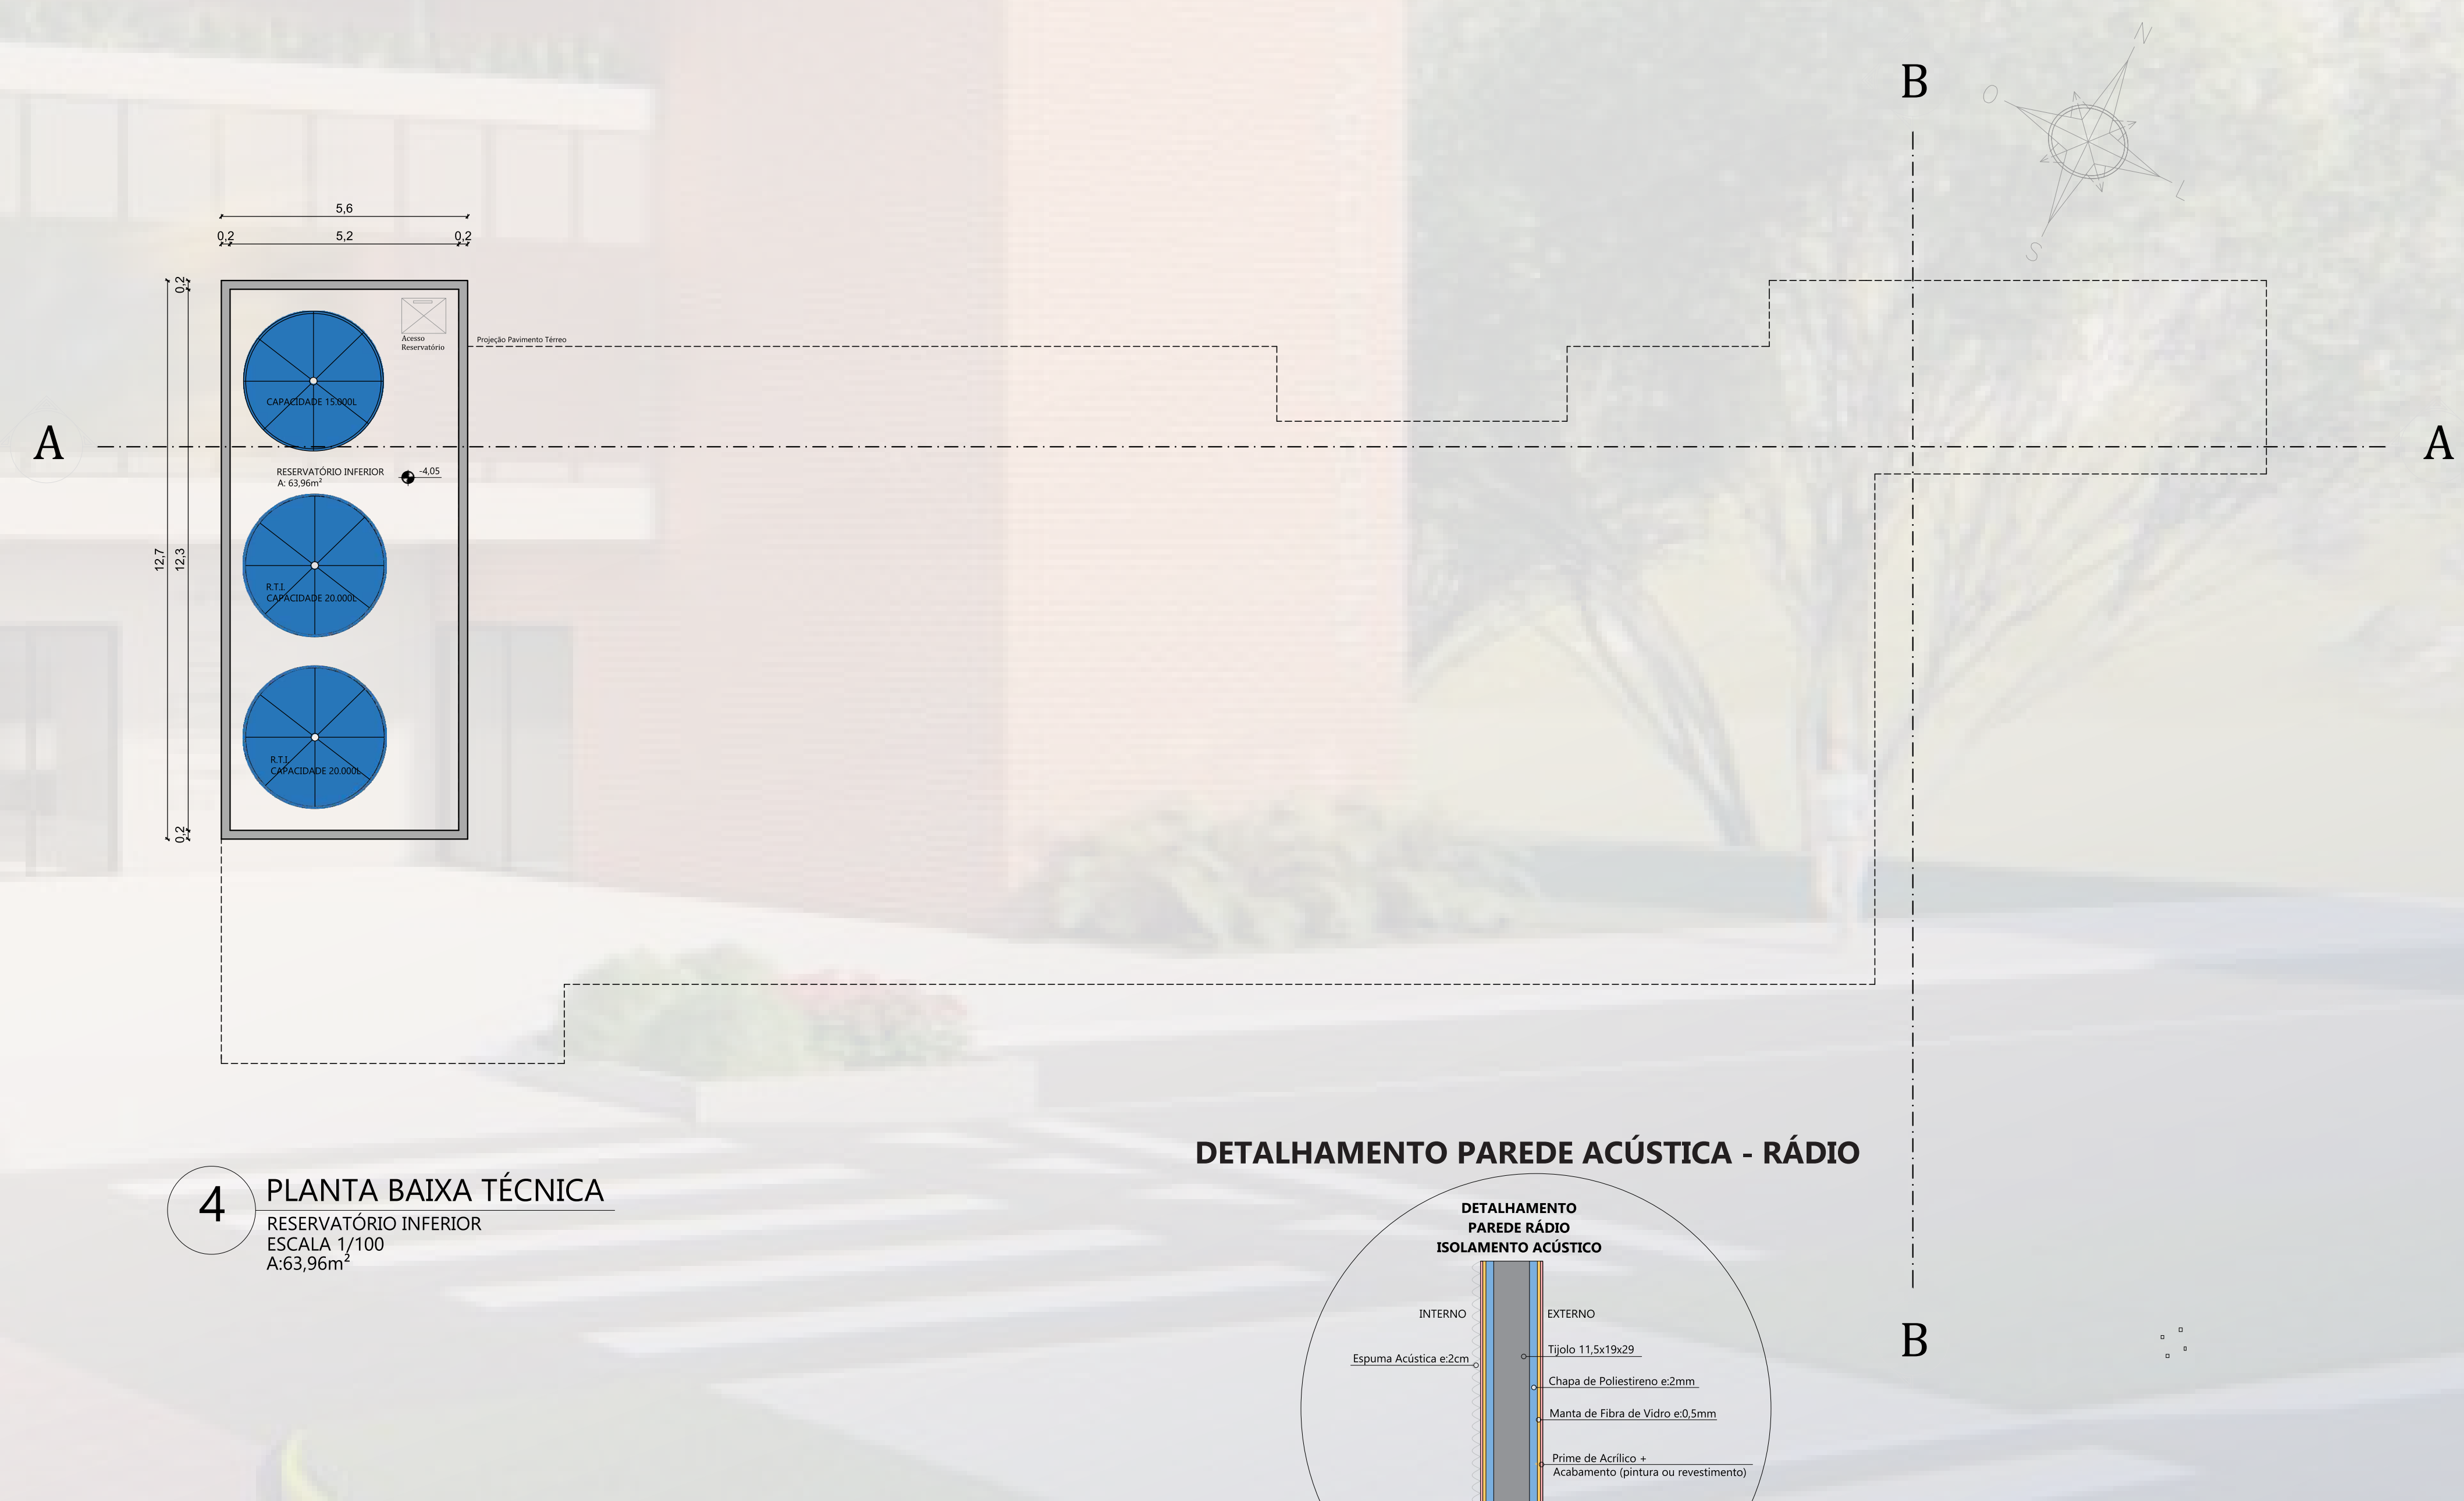 B
N
O
L
S
5,6
0,2
5,2
0,2
0,2
12,7
12,3
0,2
Acesso
Reservatório
Projeção Pavimento Térreo
CAPACIDADE 15.000L
A
A
RESERVATÓRIO INFERIOR
A: 63,96m²
-4,05
R.T.I.
CAPACIDADE 20.000L
R.T.I.
CAPACIDADE 20.000L
4
PLANTA BAIXA TÉCNICA
RESERVATÓRIO INFERIOR
ESCALA 1/100
A:63,96m²
DETALHAMENTO PAREDE ACÚSTICA - RÁDIO
DETALHAMENTO
PAREDE RÁDIO
ISOLAMENTO ACÚSTICO
INTERNO
EXTERNO
Espuma Acústica e:2cm
Tijolo 11,5x19x29
Chapa de Poliestireno e:2mm
Manta de Fibra de Vidro e:0,5mm
Prime de Acrílico +
Acabamento (pintura ou revestimento)
B